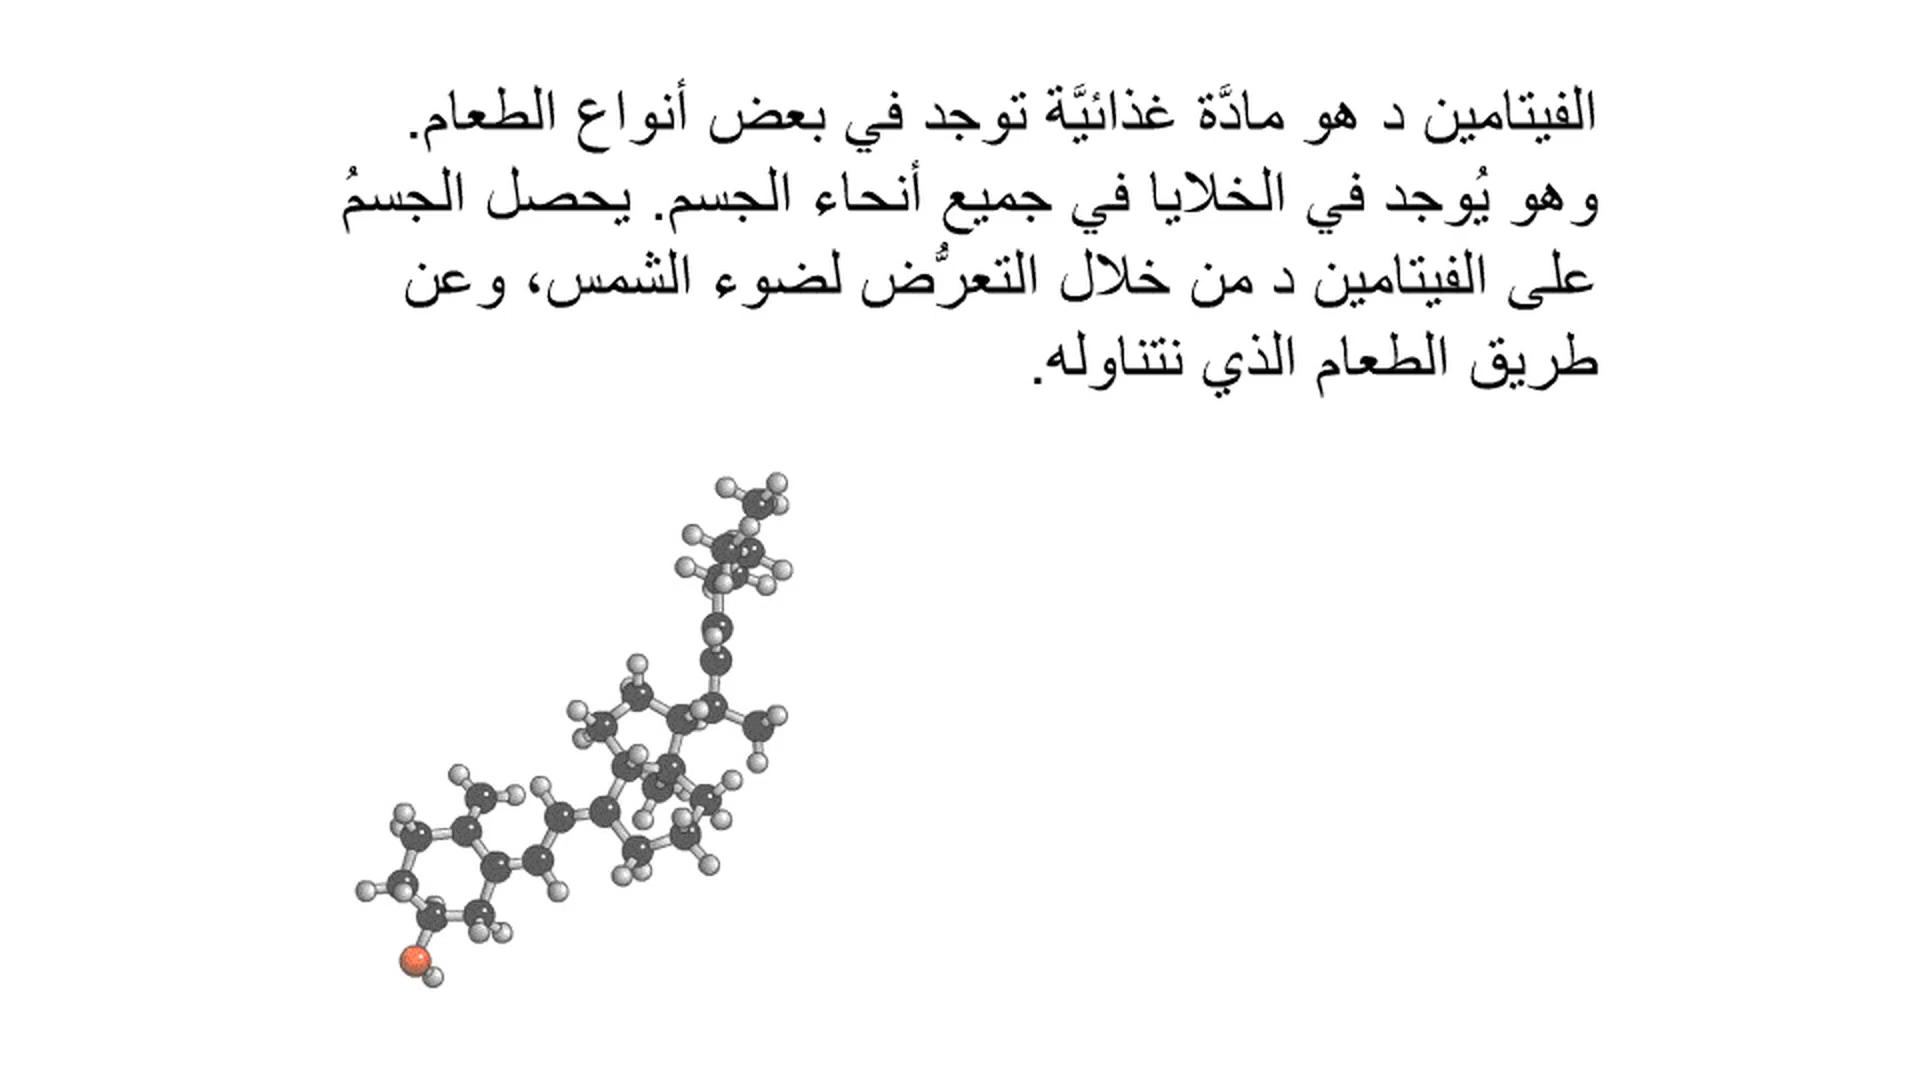 الفيتامين د هو مادَّة غذائيَّة توجد في بعض أنواع الطعام.
وهو يُوجد في الخلايا في جميع أنحاء الجسم. يحصل الجسمُ
على الفيتامين د من خلال التعرُّض لضوء الشمس، وعن
طريق الطعام الذي نتناوله.